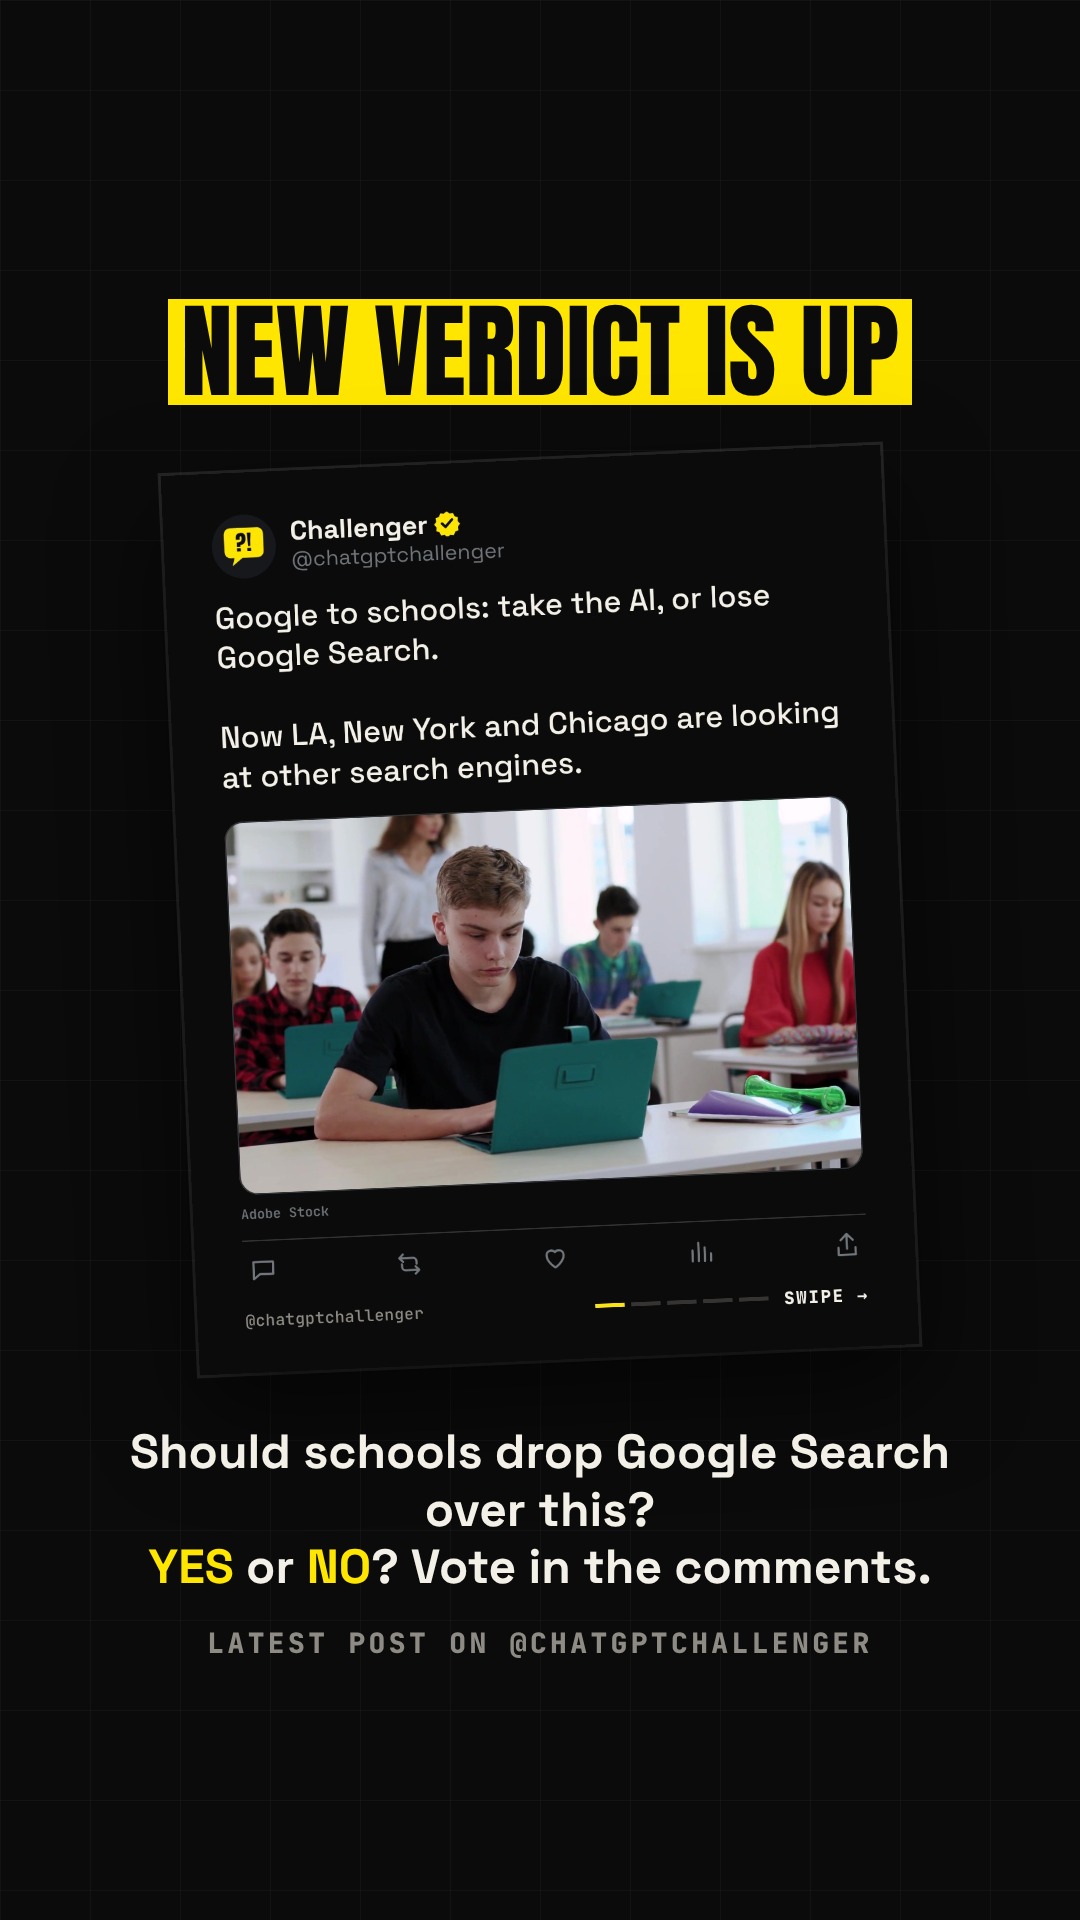 NEW VERDICT IS UP
?!
Challenger
@chatgptchallenger
Google to schools: take the AI, or lose
Google Search.
Now LA, New York and Chicago are looking
at other search engines.
Adobe Stock
@chatgptchallenger
SWIPE →
Should schools drop Google Search
over this?
YES or NO? Vote in the comments.
LATEST POST ON @CHATGPTCHALLENGER